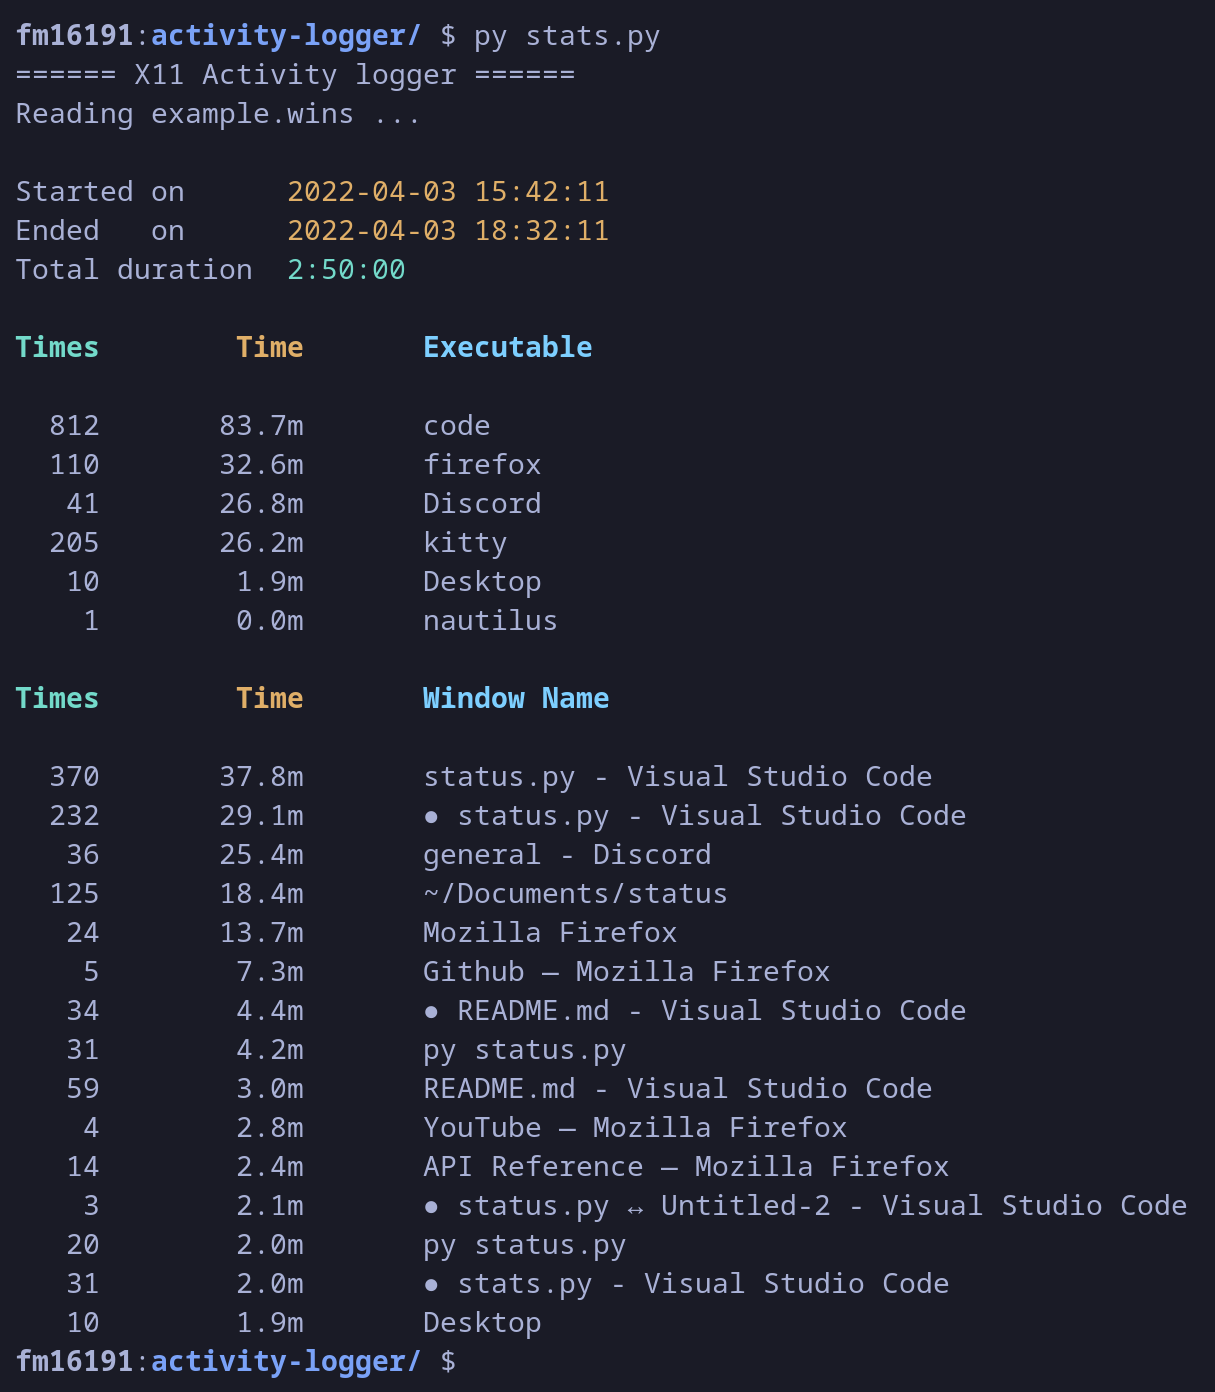 fm16191:activity-logger/ $ py stats.py
====== X11 Activity logger ======
Reading example.wins ...
Started on      2022-04-03 15:42:11
Ended   on      2022-04-03 18:32:11
Total duration  2:50:00
Times        Time       Executable
812       83.7m       code
110       32.6m       firefox
41       26.8m       Discord
205       26.2m       kitty
10        1.9m       Desktop
1        0.0m       nautilus
Times        Time       Window Name
370       37.8m       status.py - Visual Studio Code
232       29.1m       ● status.py - Visual Studio Code
36       25.4m       general - Discord
125       18.4m       ~/Documents/status
24       13.7m       Mozilla Firefox
5        7.3m       Github — Mozilla Firefox
34        4.4m       ● README.md - Visual Studio Code
31        4.2m       py status.py
59        3.0m       README.md - Visual Studio Code
4        2.8m       YouTube — Mozilla Firefox
14        2.4m       API Reference — Mozilla Firefox
3        2.1m       ● status.py ↔ Untitled-2 - Visual Studio Code
20        2.0m       py status.py
31        2.0m       ● stats.py - Visual Studio Code
10        1.9m       Desktop
fm16191:activity-logger/ $